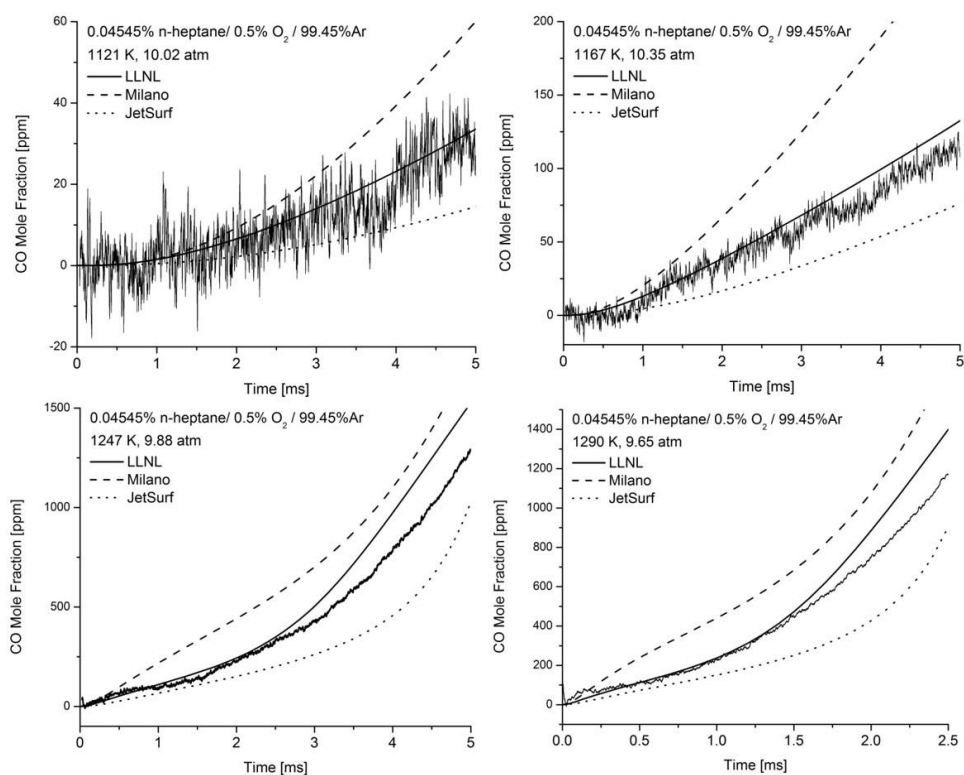 0.04545% n-heptane/ 0.5% O2 / 99.45%Ar
1121 K, 10.02 atm
LLNL
Milano
JetSurf
CO Mole Fraction [ppm]
60
40
20
0
-20
0 1 2 3 4 5
Time [ms]
0.04545% n-heptane/ 0.5% O2 / 99.45%Ar
1167 K, 10.35 atm
LLNL
Milano
JetSurf
CO Mole Fraction [ppm]
200
150
100
50
0
0 1 2 3 4 5
Time [ms]
0.04545% n-heptane/ 0.5% O2 / 99.45%Ar
1247 K, 9.88 atm
LLNL
Milano
JetSurf
CO Mole Fraction [ppm]
1500
1000
500
0
0 1 2 3 4 5
Time [ms]
0.04545% n-heptane/ 0.5% O2 / 99.45%Ar
1290 K, 9.65 atm
LLNL
Milano
JetSurf
CO Mole Fraction [ppm]
1400
1200
1000
800
600
400
200
0
0.0 0.5 1.0 1.5 2.0 2.5
Time [ms]